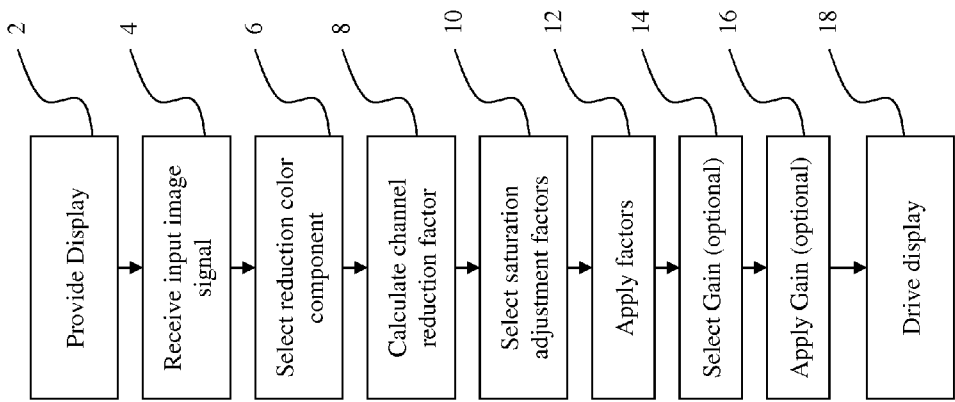 Provide Display
2
Receive input image
signal
4
Select reduction color
component
6
Calculate channel
reduction factor
8
Select saturation
adjustment factors
10
Apply factors
12
Select Gain (optional)
14
Apply Gain (optional)
16
Drive display
18